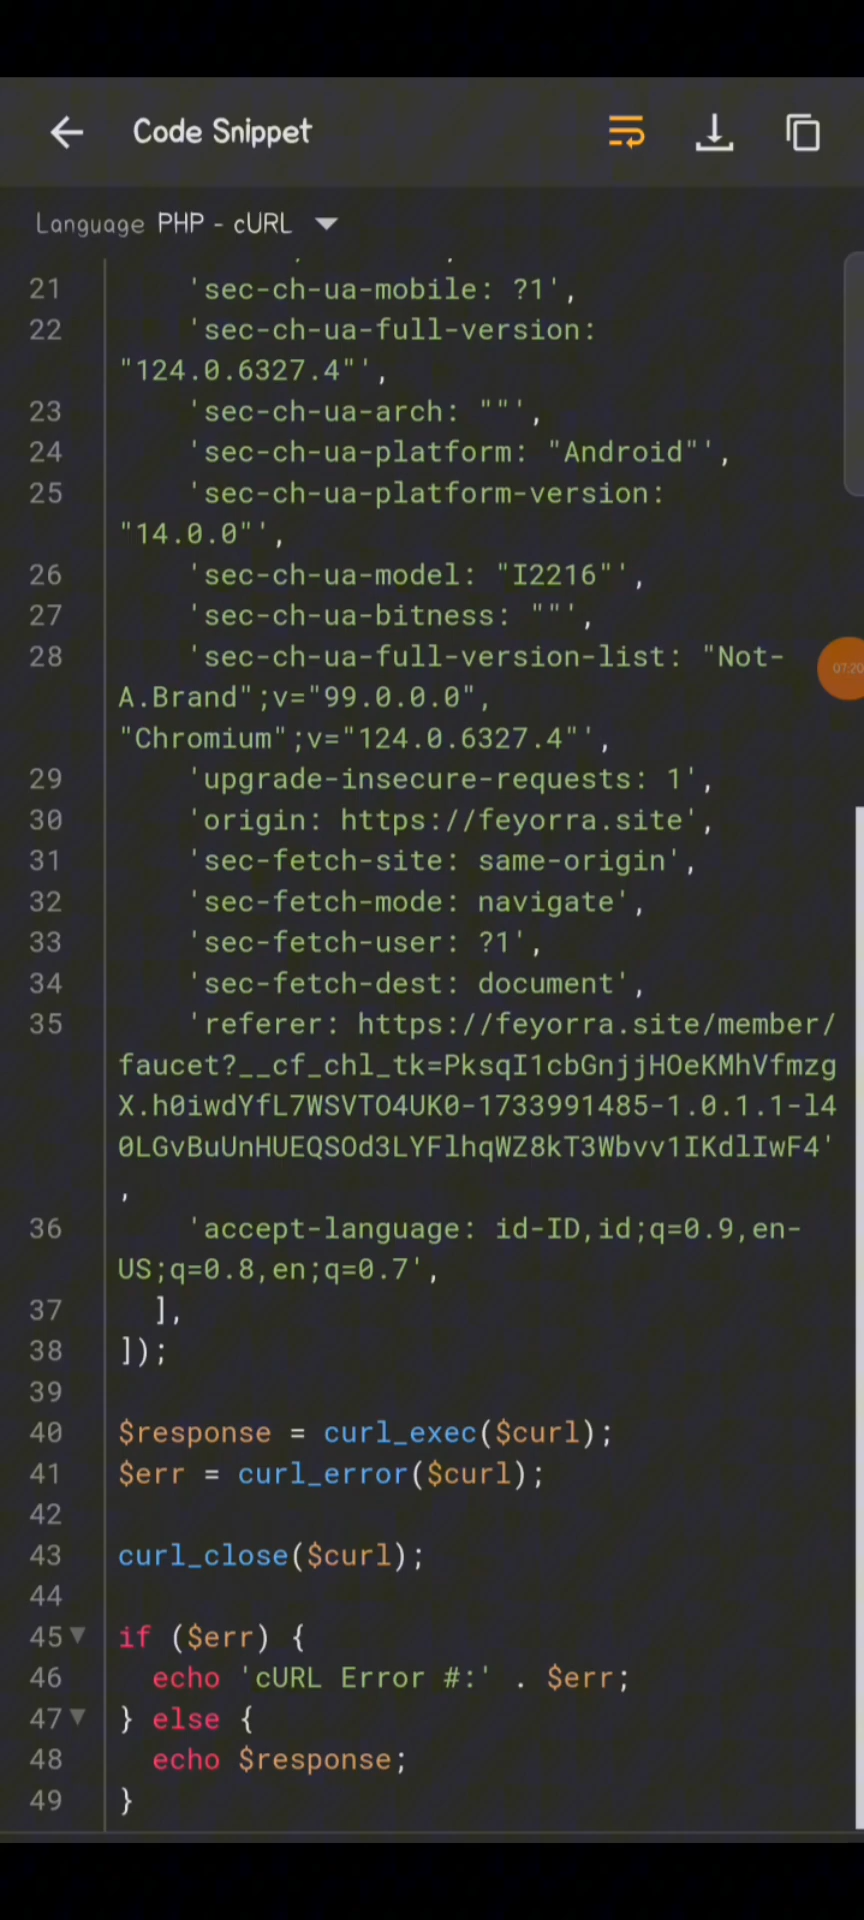 Code Snippet
Language PHP - cURL
21 'sec-ch-ua-mobile: ?1',
22 'sec-ch-ua-full-version:
"124.0.6327.4"',
23 'sec-ch-ua-arch: ""',
24 'sec-ch-ua-platform: "Android"',
25 'sec-ch-ua-platform-version:
"14.0.0"',
26 'sec-ch-ua-model: "I2216"',
27 'sec-ch-ua-bitness: ""',
28 'sec-ch-ua-full-version-list: "Not-
07:20
A.Brand";v="99.0.0.0",
"Chromium";v="124.0.6327.4"',
29 'upgrade-insecure-requests: 1',
30 'origin: https://feyorra.site',
31 'sec-fetch-site: same-origin',
32 'sec-fetch-mode: navigate',
33 'sec-fetch-user: ?1',
34 'sec-fetch-dest: document',
35 'referer: https://feyorra.site/member/
faucet?__cf_chl_tk=PksqI1cbGnjjHOeKMhVfmzg
X.h0iwdYfL7WSVTO4UK0-1733991485-1.0.1.1-l4
0LGvBuUnHUEQSOd3LYFlhqWZ8kT3Wbvv1IKdlIwF4'
,
36 'accept-language: id-ID,id;q=0.9,en-
US;q=0.8,en;q=0.7',
37 ],
38 ]);
39
40 $response = curl_exec($curl);
41 $err = curl_error($curl);
42
43 curl_close($curl);
44
45 if ($err) {
46 echo 'cURL Error #:' . $err;
47 } else {
48 echo $response;
49 }